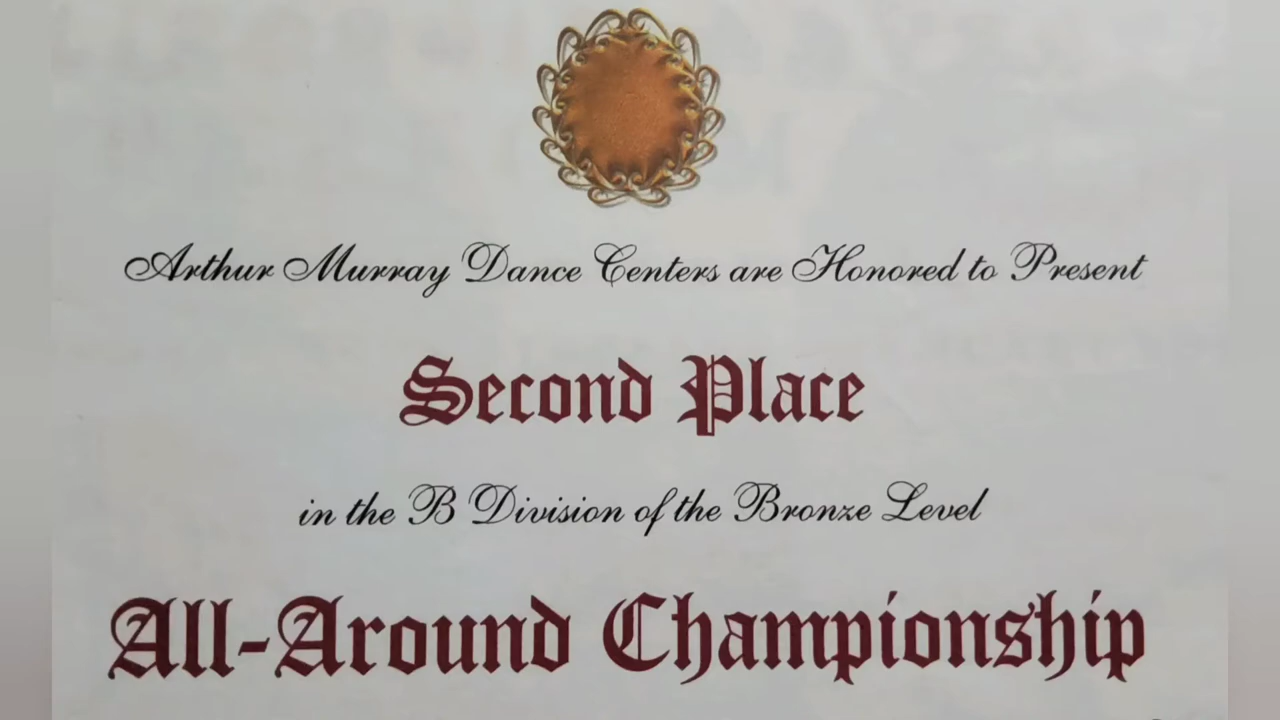 Arthur Murray Dance Centers are Honored to Present
Second Place
in the B Division of the Bronze Level
All-Around Championship